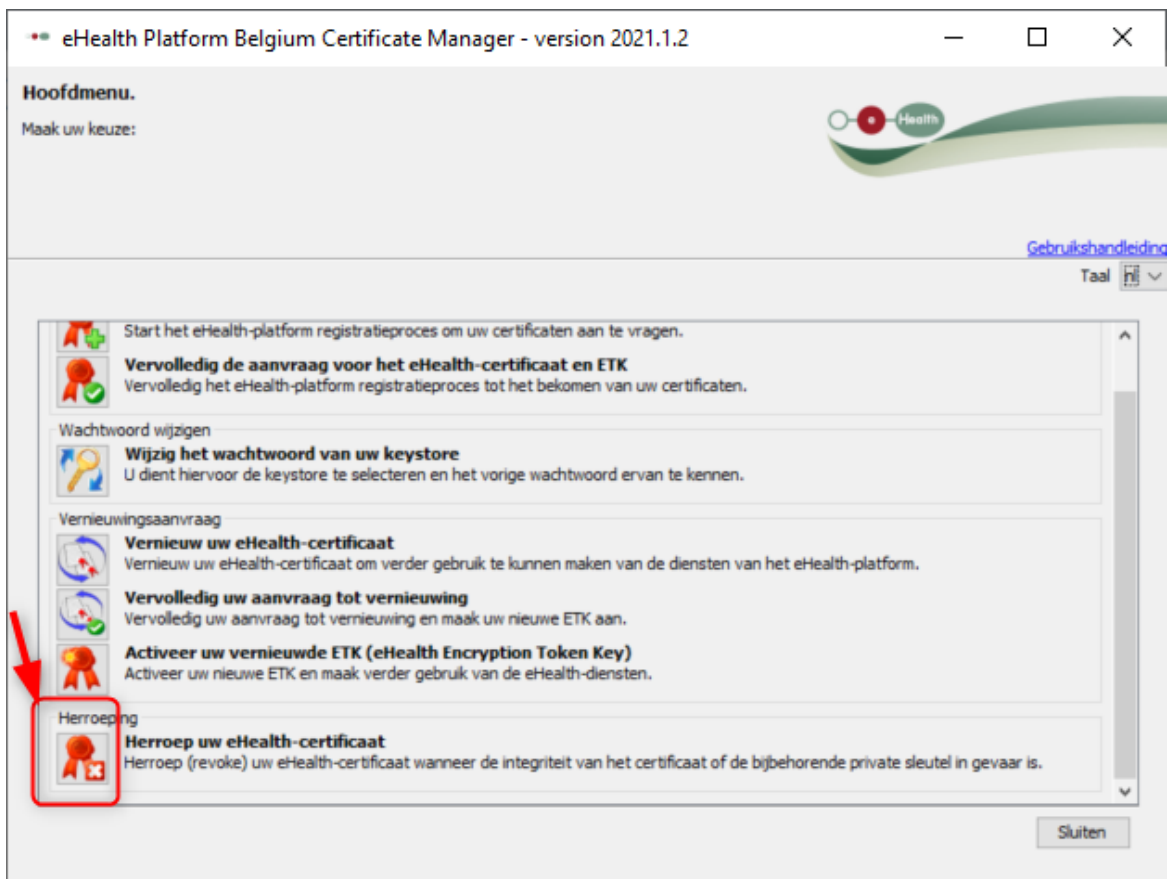 eHealth Platform Belgium Certificate Manager - version 2021.1.2
Hoofdmenu.
Maak uw keuze:
e Health
Gebruikshandleiding
Taal nl
Start het eHealth-platform registratieproces om uw certificaten aan te vragen.
Vervolledig de aanvraag voor het eHealth-certificaat en ETK
Vervolledig het eHealth-platform registratieproces tot het bekomen van uw certificaten.
Wachtwoord wijzigen
Wijzig het wachtwoord van uw keystore
U dient hiervoor de keystore te selecteren en het vorige wachtwoord ervan te kennen.
Vernieuwingsaanvraag
Vernieuw uw eHealth-certificaat
Vernieuw uw eHealth-certificaat om verder gebruik te kunnen maken van de diensten van het eHealth-platform.
Vervolledig uw aanvraag tot vernieuwing
Vervolledig uw aanvraag tot vernieuwing en maak uw nieuwe ETK aan.
Activeer uw vernieuwde ETK (eHealth Encryption Token Key)
Activeer uw nieuwe ETK en maak verder gebruik van de eHealth-diensten.
Herroeping
Herroep uw eHealth-certificaat
Herroep (revoke) uw eHealth-certificaat wanneer de integriteit van het certificaat of de bijbehorende private sleutel in gevaar is.
Sluiten